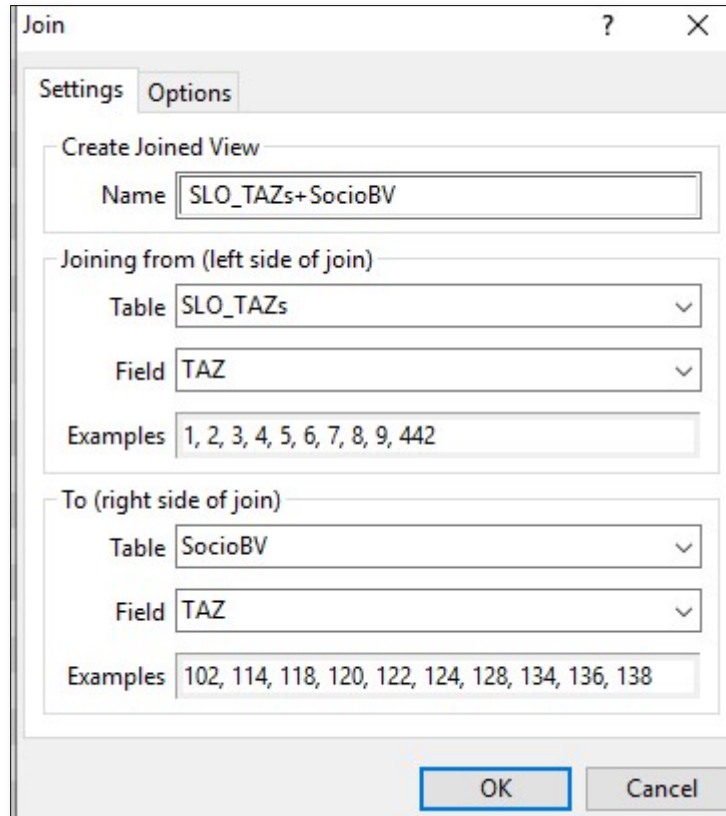 Join ? X
Settings Options
Create Joined View
Name SLO_TAZs+SocioBV
Joining from (left side of join)
Table SLO_TAZs
Field TAZ
Examples 1, 2, 3, 4, 5, 6, 7, 8, 9, 442
To (right side of join)
Table SocioBV
Field TAZ
Examples 102, 114, 118, 120, 122, 124, 128, 134, 136, 138
OK Cancel